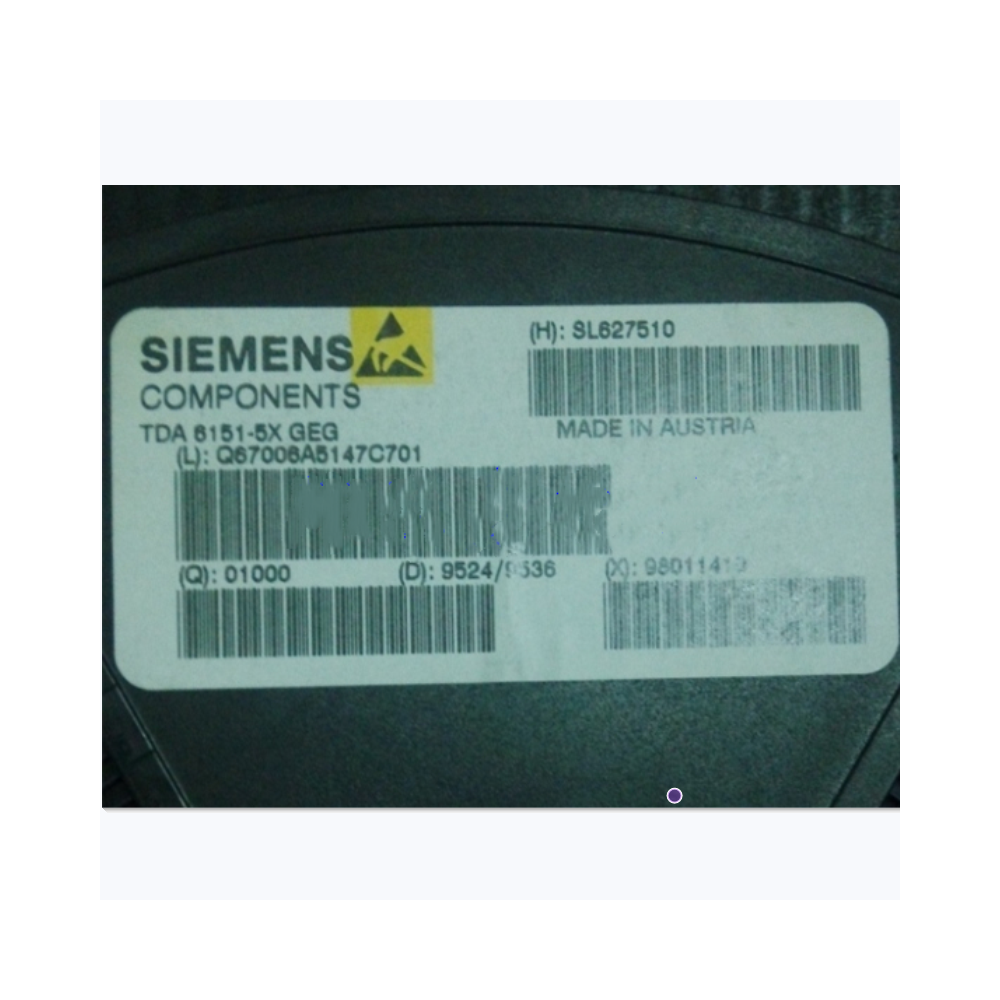 SIEMENS
COMPONENTS
TDA 6151-5X GEG
(L): Q67006A5147C701
(H): SL627510
MADE IN AUSTRIA
(Q): 01000
(D): 9524/9536
(X):